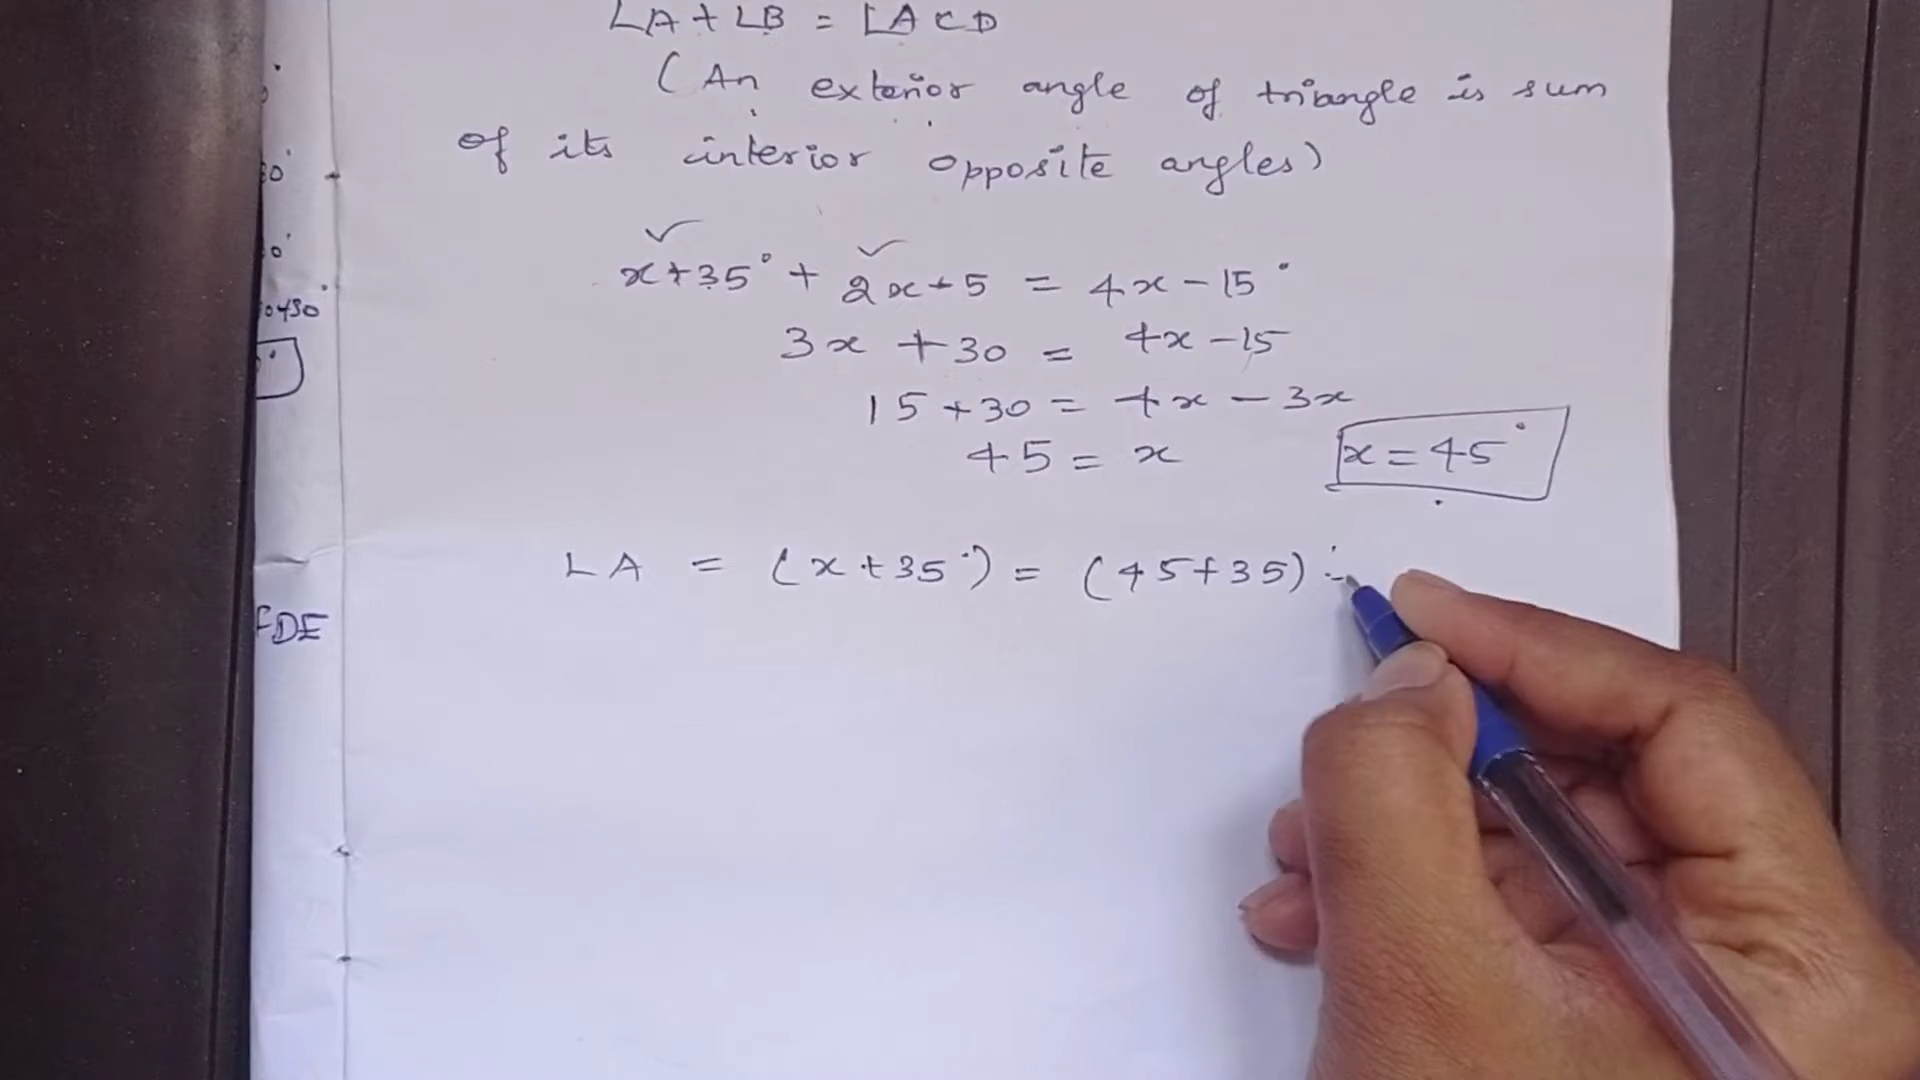 ∠A + ∠B = ∠ACD
(An exterior angle of triangle is sum
of its interior opposite angles)
x+35° + 2x-5 = 4x-15°
3x +30 = 4x -15
15+30 = 4x - 3x
45 = x
x = 45°
∠A = (x+35°) = (45+35)° =
FDE